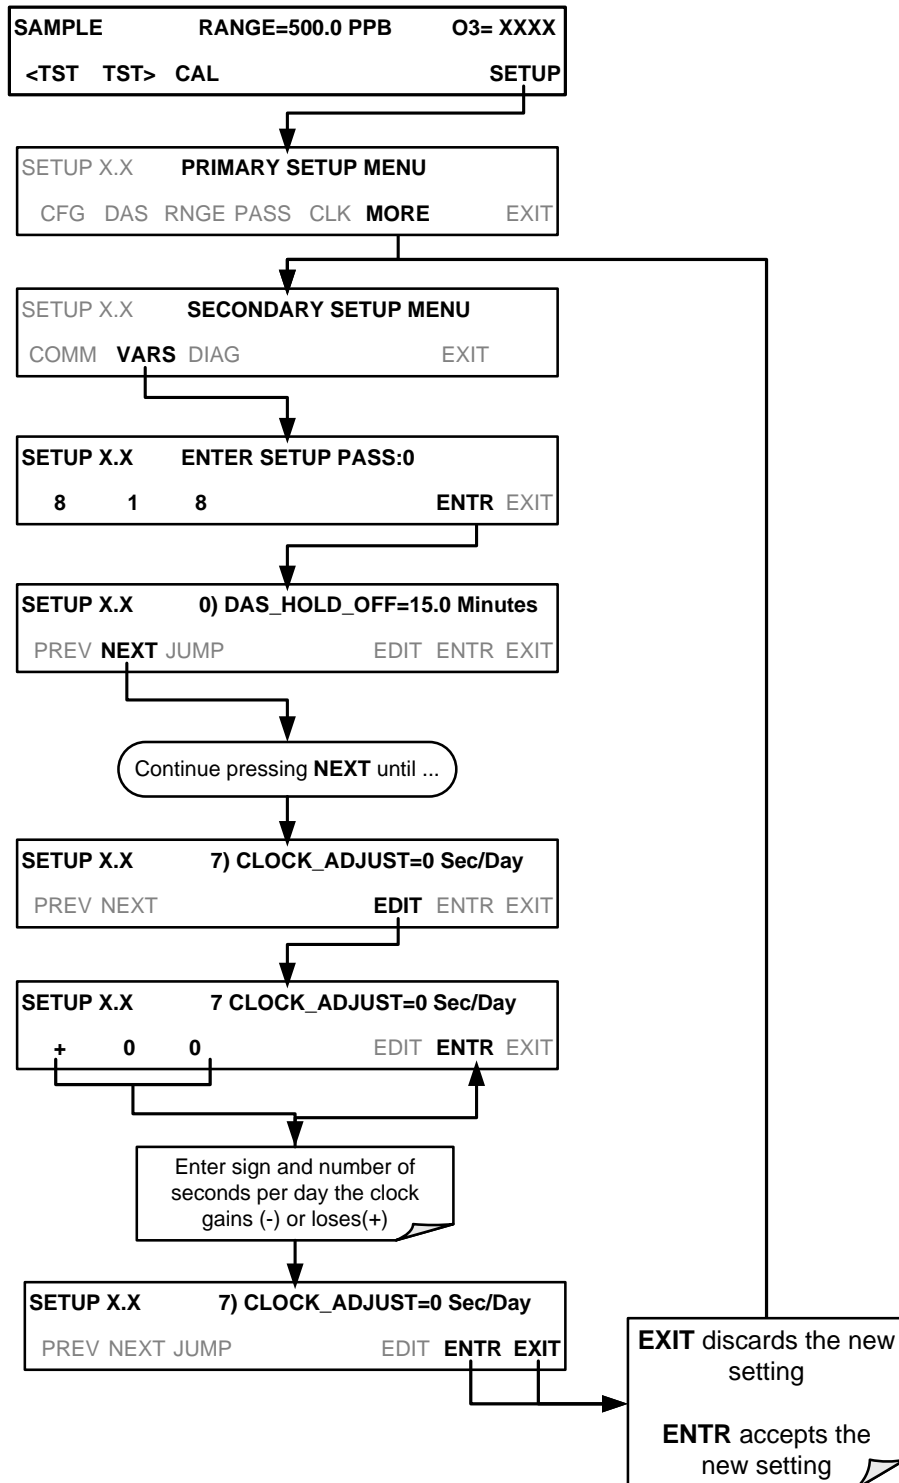 SAMPLE RANGE=500.0 PPB O3= XXXX
<TST TST> CAL SETUP
SETUP X.X PRIMARY SETUP MENU
CFG DAS RNGE PASS CLK MORE EXIT
SETUP X.X SECONDARY SETUP MENU
COMM VARS DIAG EXIT
SETUP X.X ENTER SETUP PASS:0
8 1 8 ENTR EXIT
SETUP X.X 0) DAS_HOLD_OFF=15.0 Minutes
PREV NEXT JUMP EDIT ENTR EXIT
Continue pressing NEXT until ...
SETUP X.X 7) CLOCK_ADJUST=0 Sec/Day
PREV NEXT EDIT ENTR EXIT
SETUP X.X 7 CLOCK_ADJUST=0 Sec/Day
+ 0 0 EDIT ENTR EXIT
Enter sign and number of
seconds per day the clock
gains (-) or loses(+)
SETUP X.X 7) CLOCK_ADJUST=0 Sec/Day
PREV NEXT JUMP EDIT ENTR EXIT
EXIT discards the new
setting
ENTR accepts the
new setting